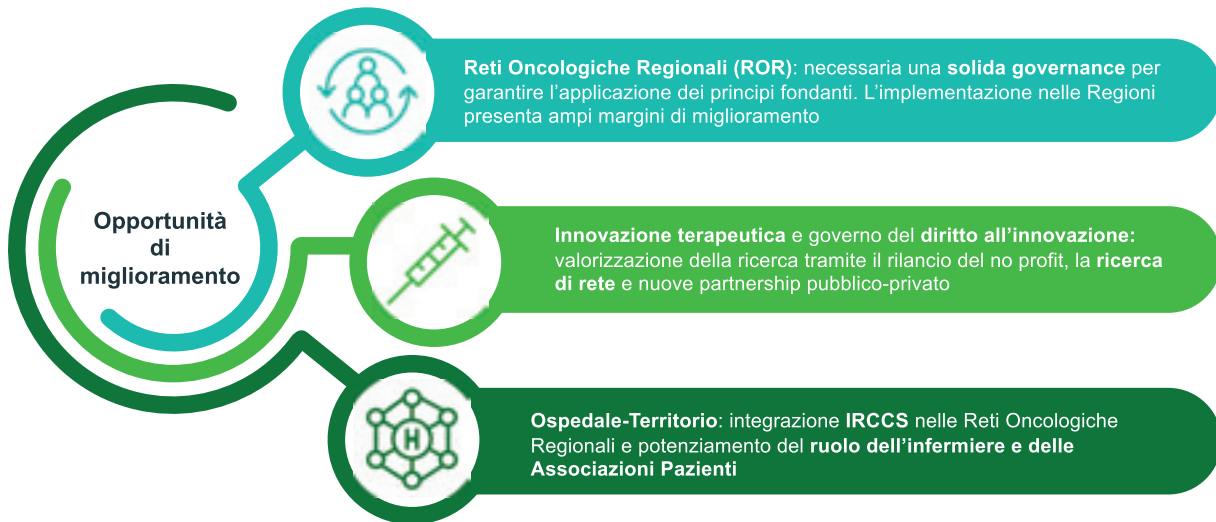 Opportunità
di
miglioramento
Reti Oncologiche Regionali (ROR): necessaria una solida governance per
garantire l’applicazione dei principi fondanti. L’implementazione nelle Regioni
presenta ampi margini di miglioramento
Innovazione terapeutica e governo del diritto all’innovazione:
valorizzazione della ricerca tramite il rilancio del no profit, la ricerca
di rete e nuove partnership pubblico-privato
H
Ospedale-Territorio: integrazione IRCCS nelle Reti Oncologiche
Regionali e potenziamento del ruolo dell’infermiere e delle
Associazioni Pazienti